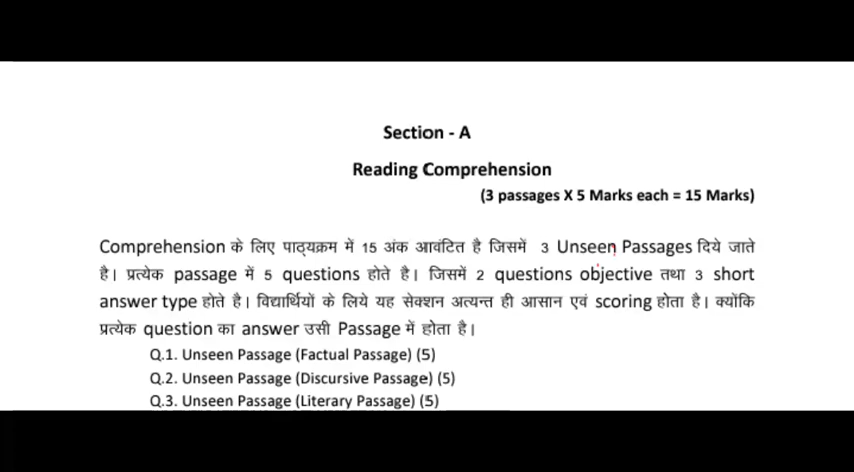 Section - A
Reading Comprehension
(3 passages X 5 Marks each = 15 Marks)
Comprehension के लिए पाठ्यक्रम में 15 अंक आवंटित है जिसमें 3 Unseen Passages दिये जाते
है। प्रत्येक passage में 5 questions होते है। जिसमें 2 questions objective तथा 3 short
answer type होते है। विद्यार्थियों के लिये यह सेक्शन अत्यन्त ही आसान एवं scoring होता है। क्योंकि
प्रत्येक question का answer उसी Passage में होता है।
Q.1. Unseen Passage (Factual Passage) (5)
Q.2. Unseen Passage (Discursive Passage) (5)
Q.3. Unseen Passage (Literary Passage) (5)